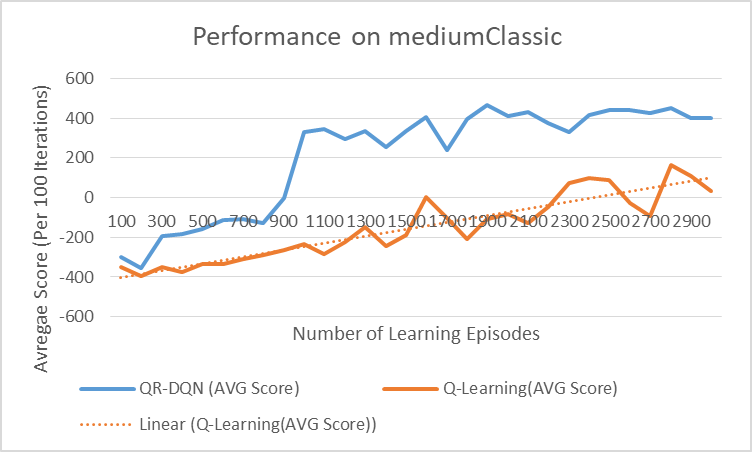 Performance on mediumClassic
600
400
200
0
-200
-400
-600
100 300 500 700 900 1100 1300 1500 1700 1900 2100 2300 2500 2700 2900
Avregae Score (Per 100 Iterations)
Number of Learning Episodes
QR-DQN (AVG Score) Q-Learning(AVG Score)
Linear (Q-Learning(AVG Score))